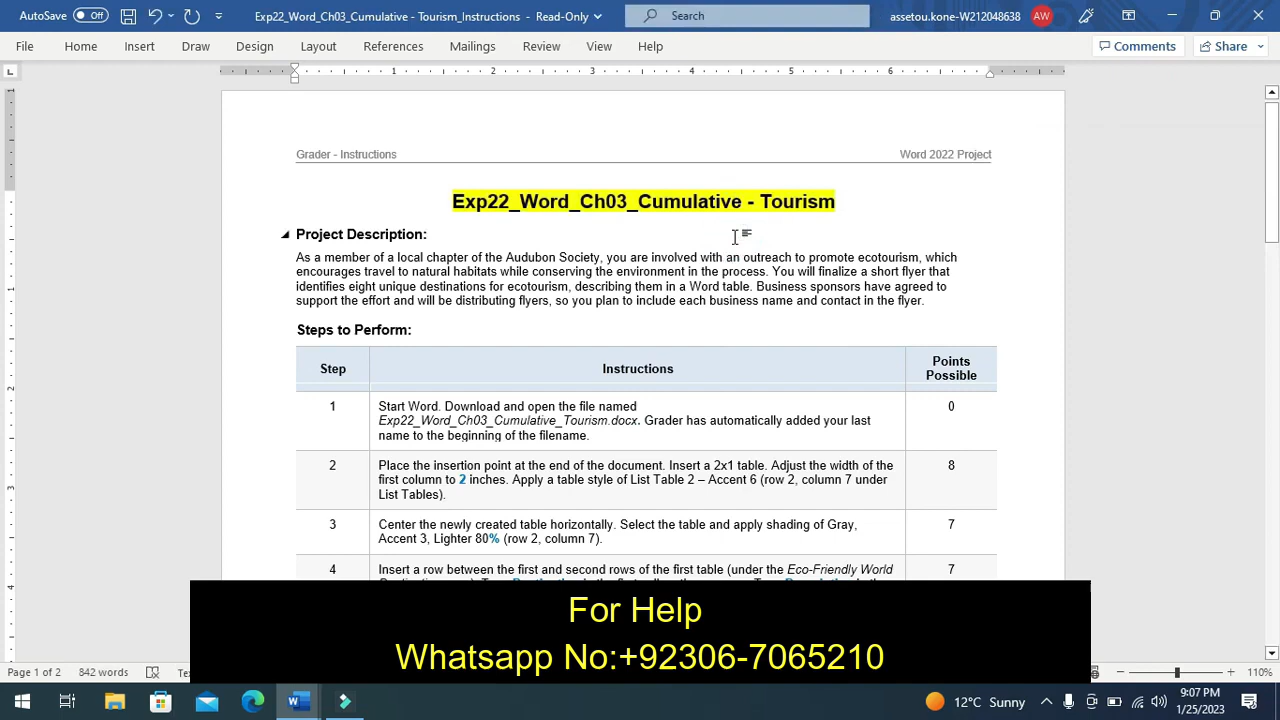 AutoSave Off Exp22_Word_Ch03_Cumulative - Tourism_Instructions - Read-Only Search assetou.kone-W212048638 AW
File Home Insert Draw Design Layout References Mailings Review View Help Comments Share
1 2 3 4 5 6
Grader - Instructions Word 2022 Project
Exp22_Word_Ch03_Cumulative - Tourism
Project Description:
As a member of a local chapter of the Audubon Society, you are involved with an outreach to promote ecotourism, which
encourages travel to natural habitats while conserving the environment in the process. You will finalize a short flyer that
identifies eight unique destinations for ecotourism, describing them in a Word table. Business sponsors have agreed to
support the effort and will be distributing flyers, so you plan to include each business name and contact in the flyer.
Steps to Perform:
Step Instructions Points Possible
1 Start Word. Download and open the file named 0
Exp22_Word_Ch03_Cumulative_Tourism.docx. Grader has automatically added your last
name to the beginning of the filename.
2 Place the insertion point at the end of the document. Insert a 2x1 table. Adjust the width of the 8
first column to 2 inches. Apply a table style of List Table 2 – Accent 6 (row 2, column 7 under
List Tables).
3 Center the newly created table horizontally. Select the table and apply shading of Gray, 7
Accent 3, Lighter 80% (row 2, column 7).
4 Insert a row between the first and second rows of the first table (under the Eco-Friendly World 7
For Help
Whatsapp No:+92306-7065210
Page 1 of 2 842 words 110%
12°C Sunny 9:07 PM
1/25/2023